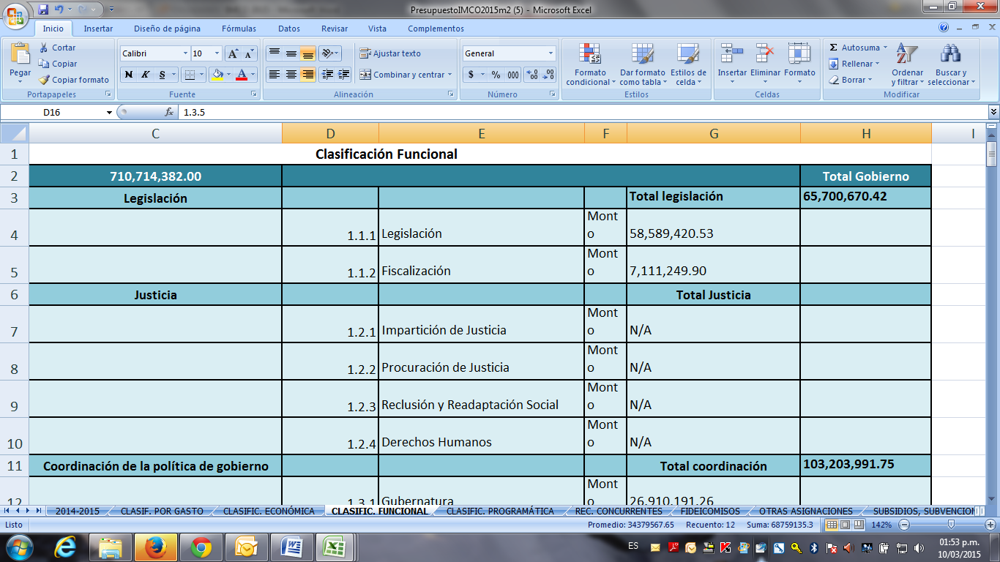 PresupuestoIMCO2015m2 (5) - Microsoft Excel
Inicio Insertar Diseño de página Fórmulas Datos Revisar Vista Complementos
Pegar
Cortar
Copiar
Copiar formato
Portapapeles
Calibri 10
N K S
Fuente
Ajustar texto
Combinar y centrar
Alineación
General
$ % 000
Número
Formato condicional
Dar formato como tabla
Estilos de celda
Estilos
Insertar Eliminar Formato
Celdas
Autosuma
Rellenar
Borrar
Ordenar y filtrar
Buscar y seleccionar
Modificar
D16 fx 1.3.5
C D E F G H I
1 Clasificación Funcional
2 710,714,382.00 Total Gobierno
3 Legislación Total legislación 65,700,670.42
4 1.1.1 Legislación Monto 58,589,420.53
5 1.1.2 Fiscalización Monto 7,111,249.90
6 Justicia Total Justicia
7 1.2.1 Impartición de Justicia Monto N/A
8 1.2.2 Procuración de Justicia Monto N/A
9 1.2.3 Reclusión y Readaptación Social Monto N/A
10 1.2.4 Derechos Humanos Monto N/A
11 Coordinación de la política de gobierno Total coordinación 103,203,991.75
12 1.3.1 Gubernatura Monto 26,910,191.26
2014-2015 CLASIF. POR GASTO CLASIFIC. ECONÓMICA CLASIFIC. FUNCIONAL CLASIFIC. PROGRAMÁTICA REC. CONCURRENTES FIDEICOMISOS OTRAS ASIGNACIONES SUBSIDIOS, SUBVENCION
Listo Promedio: 34379567.65 Recuento: 12 Suma: 68759135.3 142%
ES 01:53 p.m.
10/03/2015